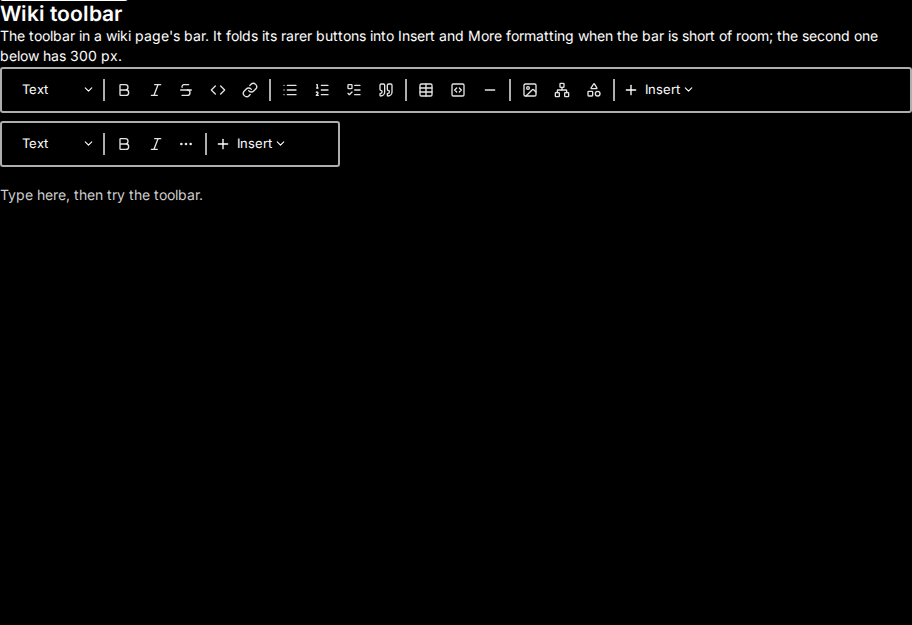 Wiki toolbar
The toolbar in a wiki page's bar. It folds its rarer buttons into Insert and More formatting when the bar is short of room; the second one
below has 300 px.
Text Insert
Text Insert
Type here, then try the toolbar.